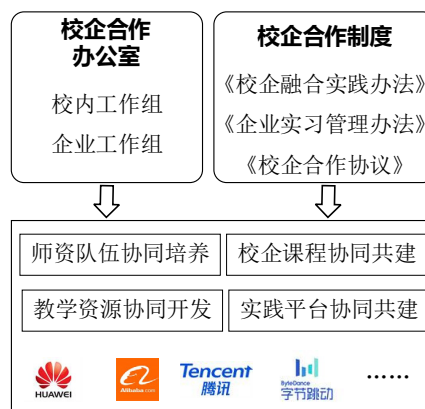 校企合作
办公室
校内工作组
企业工作组
校企合作制度
《校企融合实践办法》
《企业实习管理办法》
《校企合作协议》
师资队伍协同培养
校企课程协同共建
教学资源协同开发
实践平台协同共建
HUAWEI
Alibaba.com
Tencent
腾讯
ByteDance
字节跳动
……